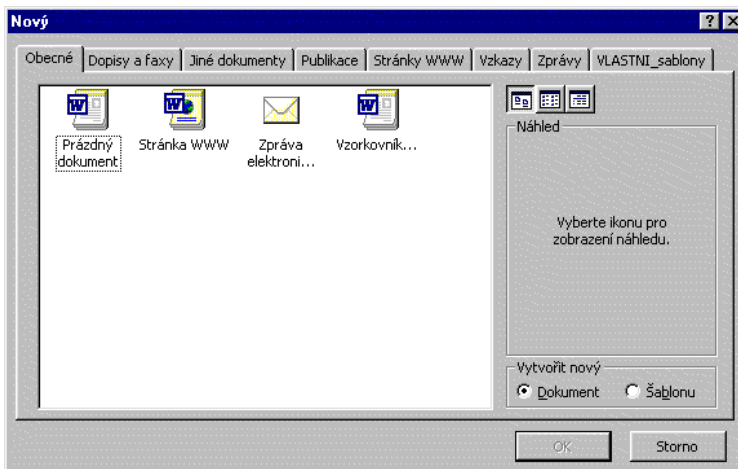 Nový
Obecné Dopisy a faxy Jiné dokumenty Publikace Stránky WWW Vzkazy Zprávy VLASTNI_sablony
Prázdný
dokument
Stránka WWW
Zpráva
elektroni...
Vzorkovník...
Náhled
Vyberte ikonu pro
zobrazení náhledu.
Vytvořit nový
Dokument Šablonu
OK Storno